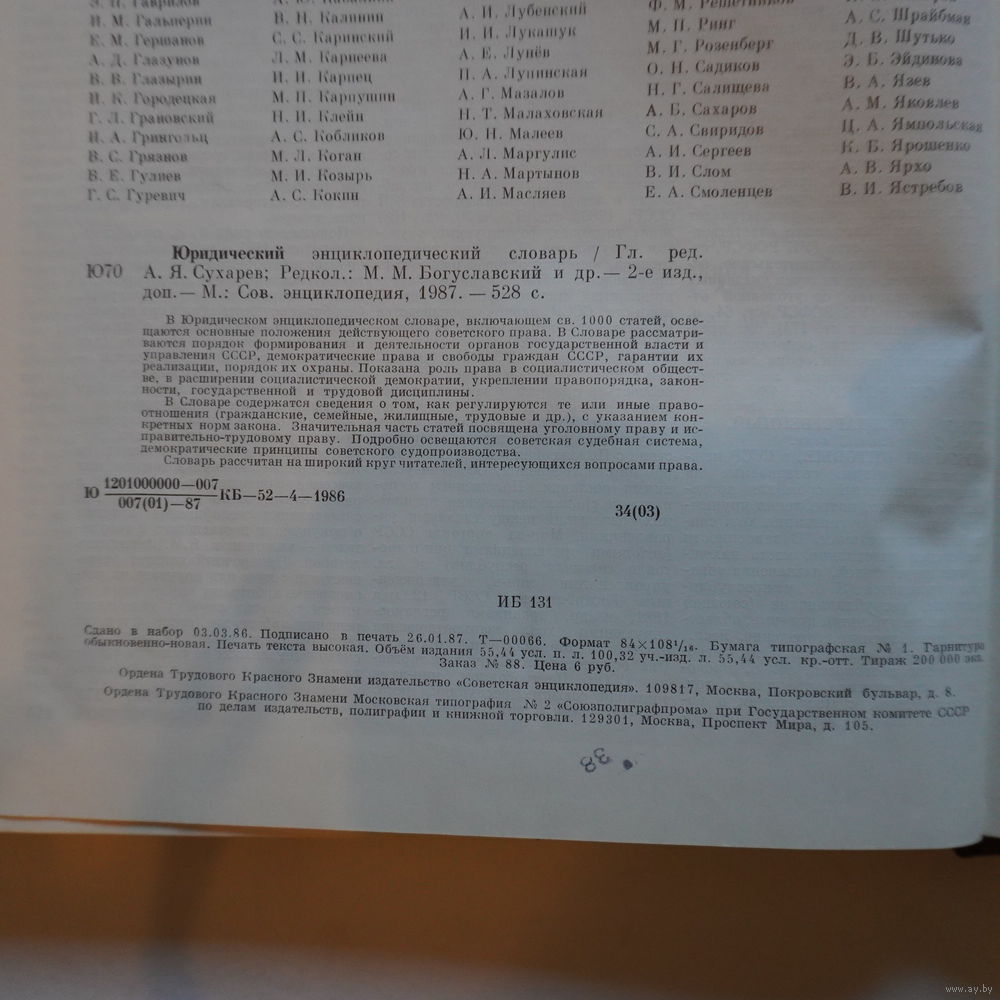 Э. П. Гаврилов
И. М. Гальперин
Е. М. Гершанов
А. Д. Глазунов
В. В. Глазырин
И. К. Городецкая
Г. Л. Грановский
И. А. Грингольц
В. С. Грязнов
В. Е. Гулиев
Г. С. Гуревич
В. Н. Калинин
С. С. Каринский
Л. М. Карнеева
И. И. Карпец
М. П. Карпушин
Н. И. Клейн
А. С. Кобликов
М. Л. Коган
М. И. Козырь
А. С. Кокин
А. И. Лубенский
И. И. Лукашук
А. Е. Лунёв
П. А. Лупинская
А. Г. Мазалов
Н. Т. Малаховская
Ю. Н. Малеев
А. Л. Маргулис
Н. А. Мартынов
А. И. Масляев
Ф. М. Решетников
М. П. Ринг
М. Г. Розенберг
О. Н. Садиков
Н. Г. Салищева
А. Б. Сахаров
С. А. Свиридов
А. И. Сергеев
В. И. Слом
Е. А. Смоленцев
А. С. Шрайбман
Д. В. Шутько
Э. Б. Эйдинова
В. А. Язев
А. М. Яковлев
Ц. А. Ямпольская
К. Б. Ярошенко
А. В. Ярхо
В. И. Ястребов
Юридический энциклопедический словарь / Гл. ред.
Ю70 А. Я. Сухарев; Редкол.: М. М. Богуславский и др.— 2-е изд.,
доп.— М.: Сов. энциклопедия, 1987. — 528 с.
В Юридическом энциклопедическом словаре, включающем св. 1000 статей, осве-
щаются основные положения действующего советского права. В Словаре рассматри-
ваются порядок формирования и деятельности органов государственной власти и
управления СССР, демократические права и свободы граждан СССР, гарантии их
реализации, порядок их охраны. Показана роль права в социалистическом общест-
ве, в расширении социалистической демократии, укреплении правопорядка, закон-
ности, государственной и трудовой дисциплины.
В Словаре содержатся сведения о том, как регулируются те или иные право-
отношения (гражданские, семейные, жилищные, трудовые и др.), с указанием кон-
кретных норм закона. Значительная часть статей посвящена уголовному праву и ис-
правительно-трудовому праву. Подробно освещаются советская судебная система,
демократические принципы советского судопроизводства.
Словарь рассчитан на широкий круг читателей, интересующихся вопросами права.
Ю 1201000000—007
007(01)—87 КБ—52—4—1986
34(03)
ИБ 131
Сдано в набор 03.03.86. Подписано в печать 26.01.87. Т—00066. Формат 84×108¹/₁₆. Бумага типографская № 1. Гарнитура
обыкновенно-новая. Печать текста высокая. Объём издания 55,44 усл. п. л. 100,32 уч.-изд. л. 55,44 усл. кр.-отт. Тираж 200 000 экз.
Заказ № 88. Цена 6 руб.
Ордена Трудового Красного Знамени издательство «Советская энциклопедия». 109817, Москва, Покровский бульвар, д. 8.
Ордена Трудового Красного Знамени Московская типография № 2 «Союзполиграфпрома» при Государственном комитете СССР
по делам издательств, полиграфии и книжной торговли. 129301, Москва, Проспект Мира, д. 105.
www.ay.by